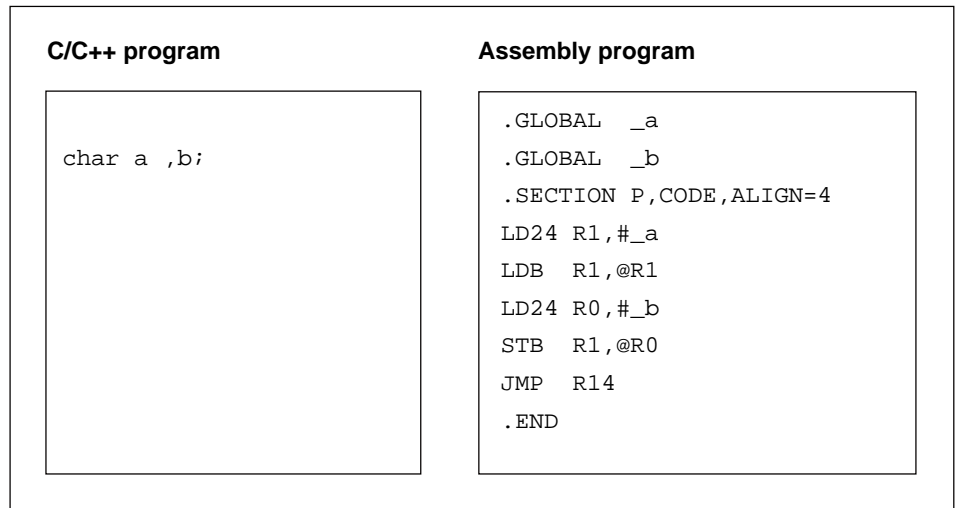 C/C++ program
char a ,b;
Assembly program
.GLOBAL _a
.GLOBAL _b
.SECTION P,CODE,ALIGN=4
LD24 R1,#_a
LDB R1,@R1
LD24 R0,#_b
STB R1,@R0
JMP R14
.END